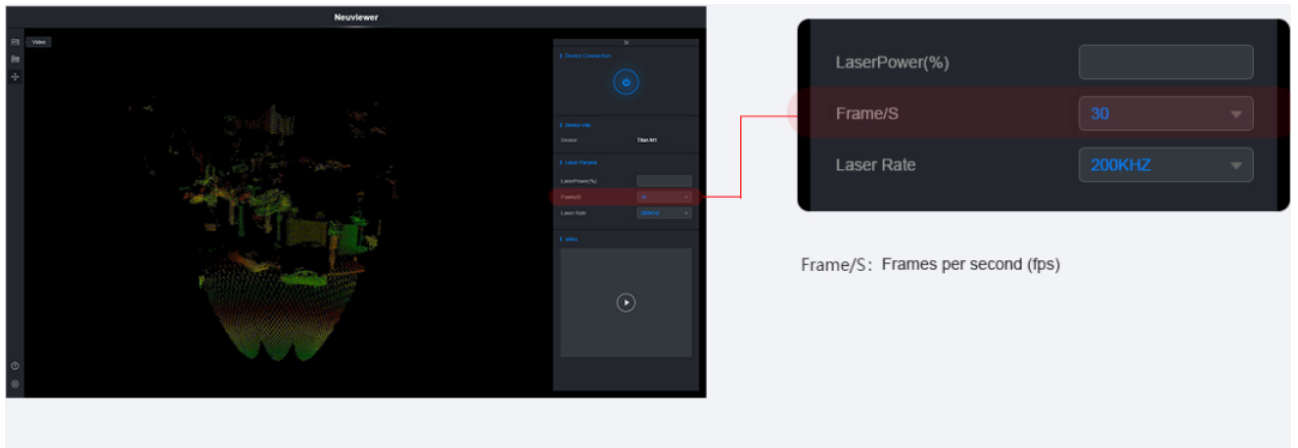 Neuviewer
Video
Device Connection
Device Info
Device: Titan M1
Laser Params
LaserPower(%)
Frame/S 30
Laser Rate 200KHZ
video
LaserPower(%)
Frame/S 30
Laser Rate 200KHZ
Frame/S: Frames per second (fps)